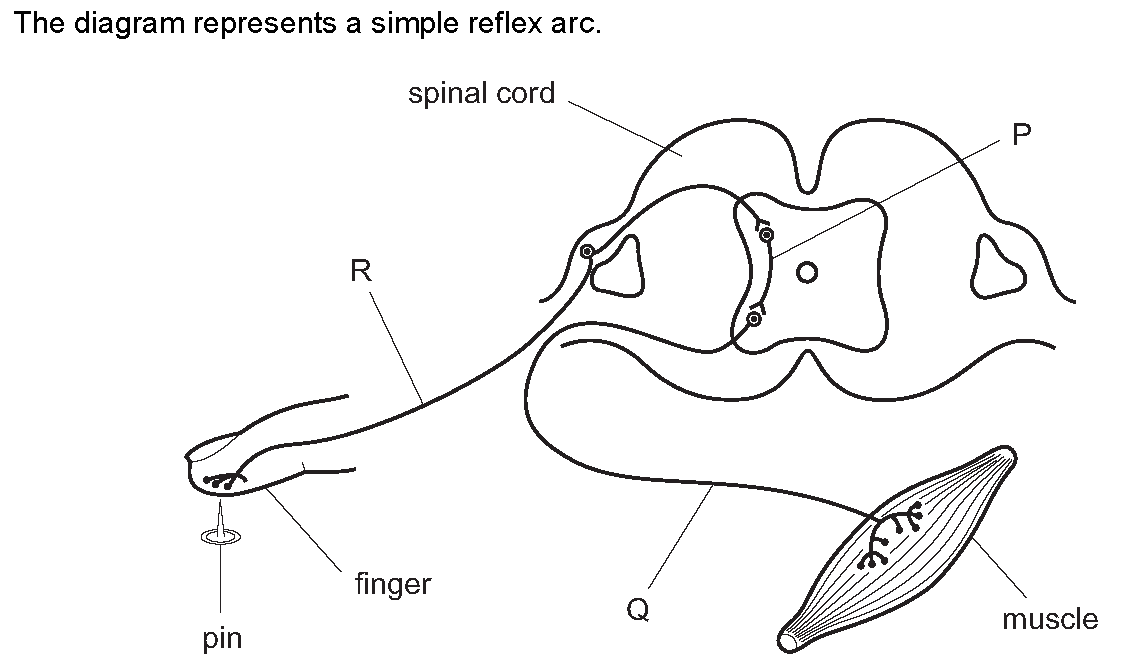 The diagram represents a simple reflex arc.
spinal cord
P
R
finger
Q
muscle
pin